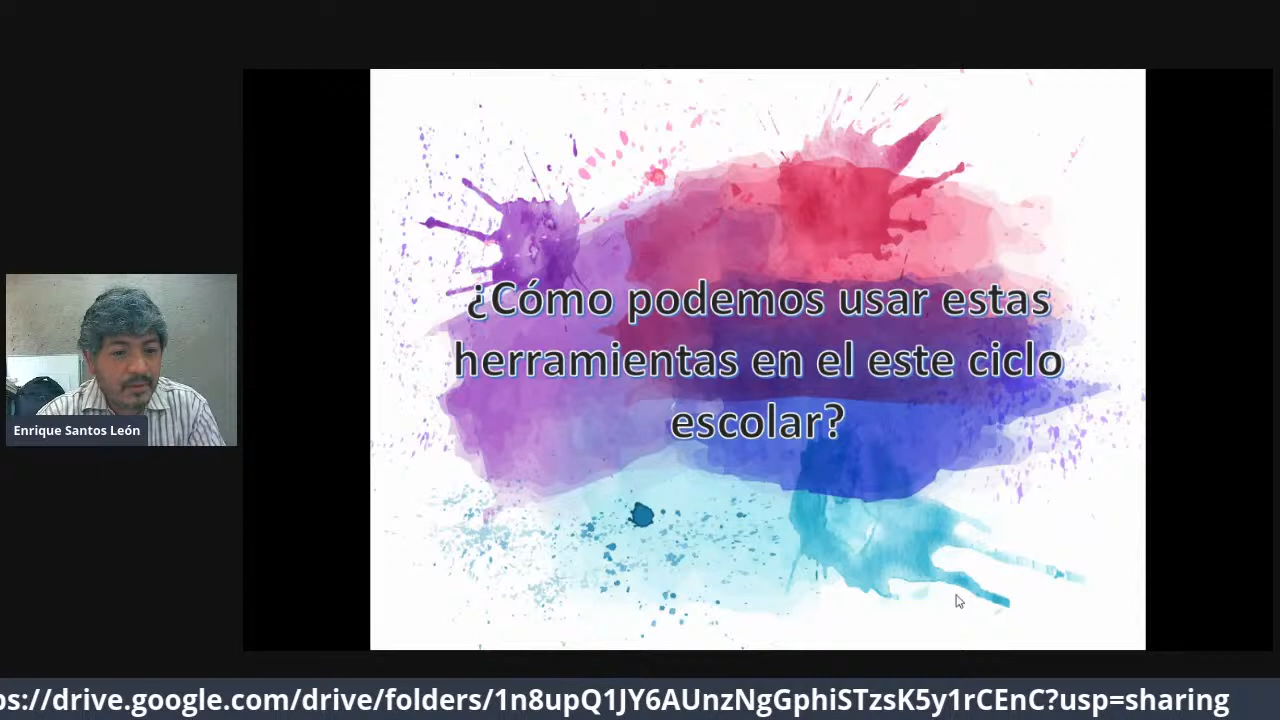 ¿Cómo podemos usar estas
herramientas en el este ciclo
escolar?
Enrique Santos León
ps://drive.google.com/drive/folders/1n8upQ1JY6AUnzNgGphiSTzsK5y1rCEnC?usp=sharing